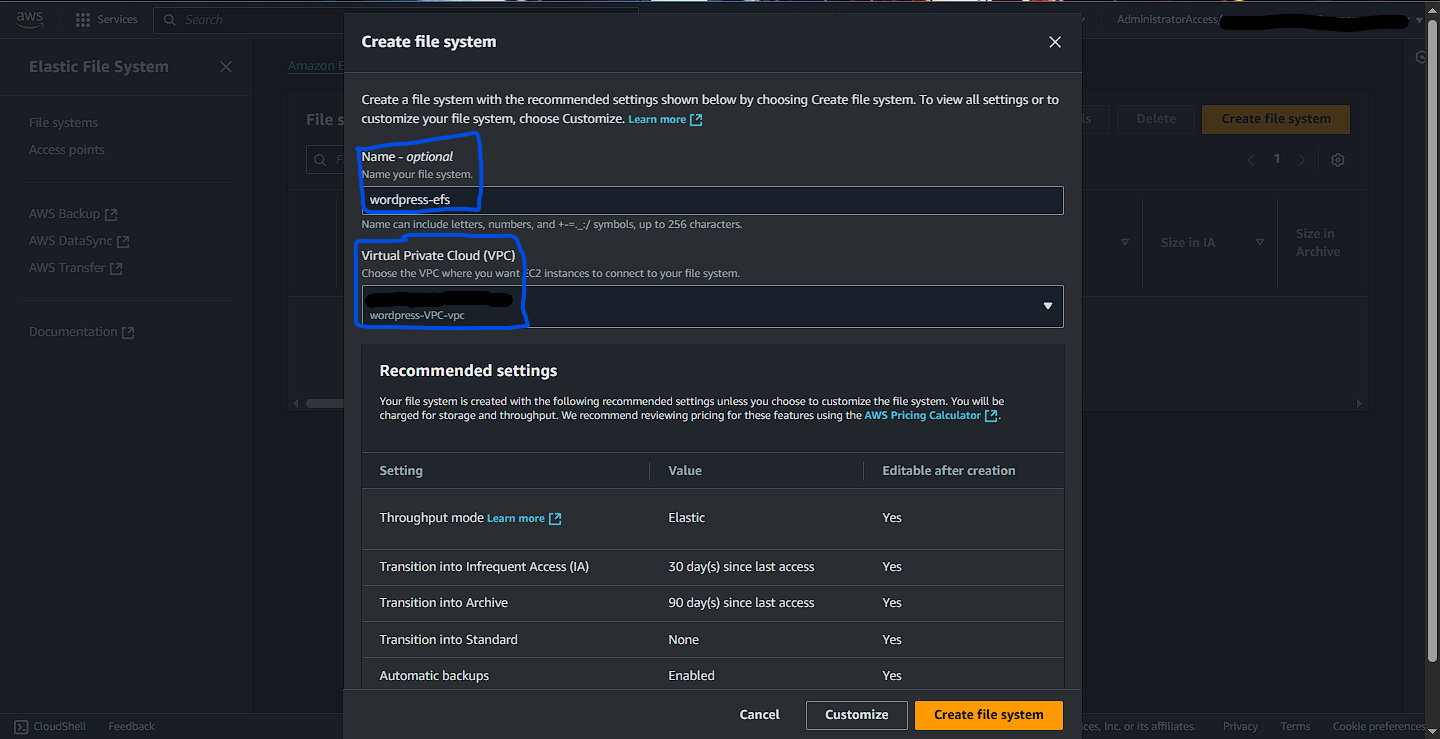 aws
Services
Search
AdministratorAccess/
Elastic File System
File systems
Access points
AWS Backup
AWS DataSync
AWS Transfer
Documentation
Amazon E
File s
Delete
Create file system
1
Size in IA
Size in
Archive
Create file system
Create a file system with the recommended settings shown below by choosing Create file system. To view all settings or to
customize your file system, choose Customize. Learn more
Name - optional
Name your file system.
wordpress-efs
Name can include letters, numbers, and +-=._:/ symbols, up to 256 characters.
Virtual Private Cloud (VPC)
Choose the VPC where you want EC2 instances to connect to your file system.
wordpress-VPC-vpc
Recommended settings
Your file system is created with the following recommended settings unless you choose to customize the file system. You will be
charged for storage and throughput. We recommend reviewing pricing for these features using the AWS Pricing Calculator .
Setting Value Editable after creation
Throughput mode Learn more Elastic Yes
Transition into Infrequent Access (IA) 30 day(s) since last access Yes
Transition into Archive 90 day(s) since last access Yes
Transition into Standard None Yes
Automatic backups Enabled Yes
Cancel Customize Create file system
CloudShell Feedback
ces, Inc. or its affiliates. Privacy Terms Cookie preferences